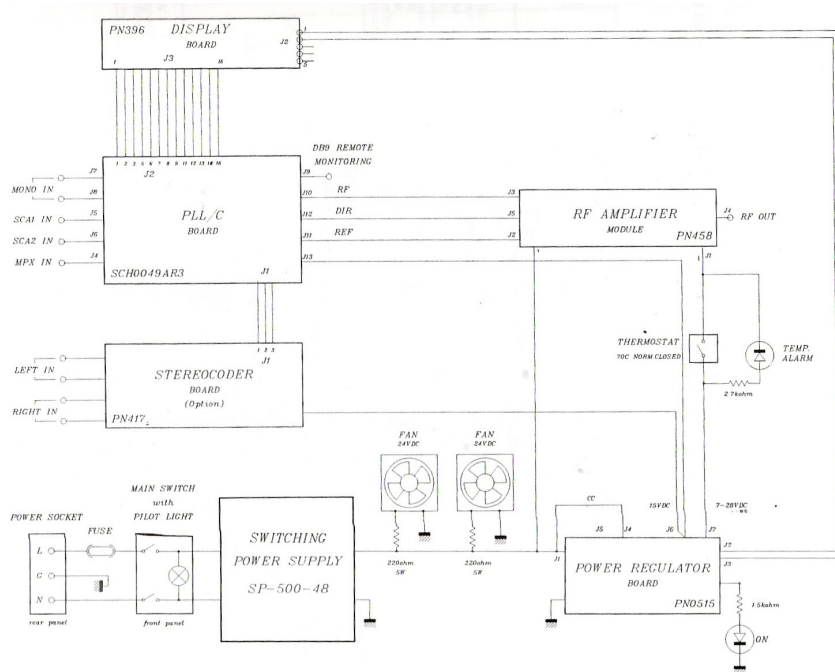 PN396 DISPLAY
BOARD
J2
1
5
J3
1 16
1 2 3 4 5 6 7 8 9 11 12 13 14 16
J2
DB9 REMOTE
MONITORING
J7
J9
MONO IN
J8
J10 RF J3
SCA1 IN J5
PLL/C
BOARD
J12 DIR J5
RF AMPLIFIER
MODULE
J4
RF OUT
SCA2 IN J6
J11 REF J2
PN458
MPX IN J4
J13
1
1 J1
SCH0049AR3
J1
1 2 3
J1
THERMOSTAT
70C NORM.CLOSED
TEMP.
ALARM
LEFT IN
STEREOCODER
BOARD
(Option)
2.7kohm
RIGHT IN
PN417
FAN
24VDC
FAN
24VDC
MAIN SWITCH
with
PILOT LIGHT
CC
15VDC
7-28VDC
POWER SOCKET
FUSE
J5 J4 J6 J7
L
SWITCHING
POWER SUPPLY
SP-500-48
J1
J2
J3
220ohm
5W
220ohm
5W
POWER REGULATOR
BOARD
G
N
PN0515
1.5kohm
rear panel
front panel
ON